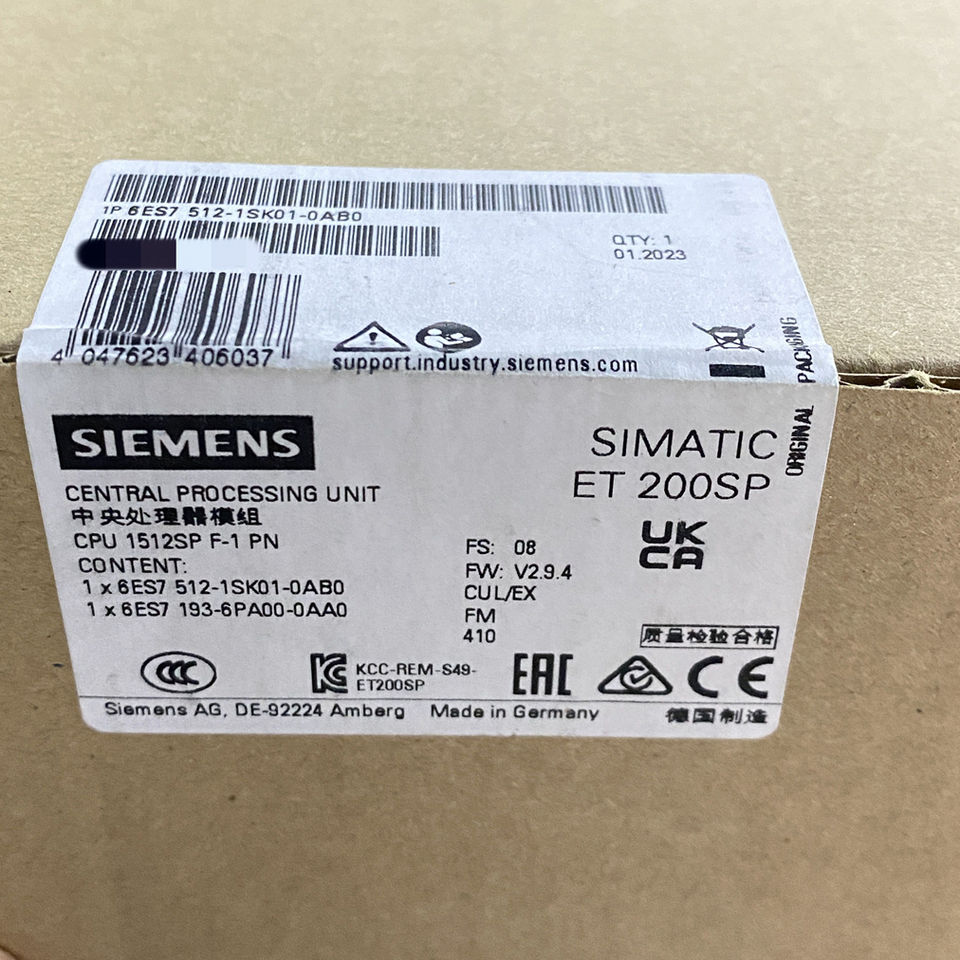 1P 6ES7 512-1SK01-0AB0
QTY: 1
01.2023
4 047623 406037
support.industry.siemens.com
ORIGINAL PACKAGING
SIEMENS
SIMATIC
ET 200SP
CENTRAL PROCESSING UNIT
中央处理器模组
CPU 1512SP F-1 PN
CONTENT:
1 x 6ES7 512-1SK01-0AB0
1 x 6ES7 193-6PA00-0AA0
FS: 08
FW: V2.9.4
CUL/EX
FM
410
UK
CA
质量检验合格
CCC
KC
KCC-REM-S49-
ET200SP
EAC
CE
Siemens AG, DE-92224 Amberg Made in Germany 德国制造